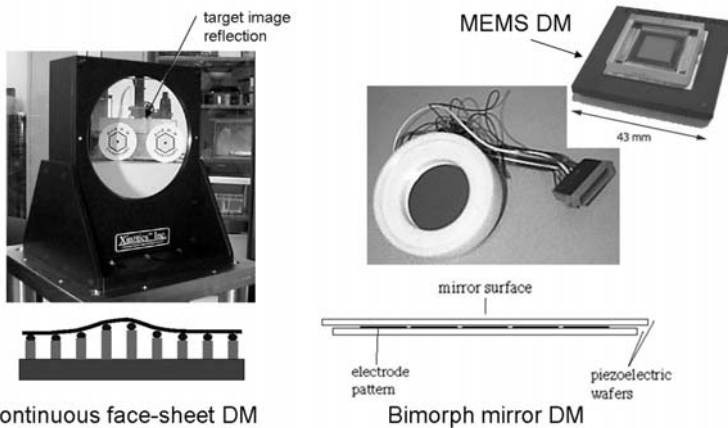 target image
reflection
MEMS DM
43 mm
Xinetics™ Inc.
mirror surface
electrode
pattern
piezoelectric
wafers
ontinuous face-sheet DM
Bimorph mirror DM